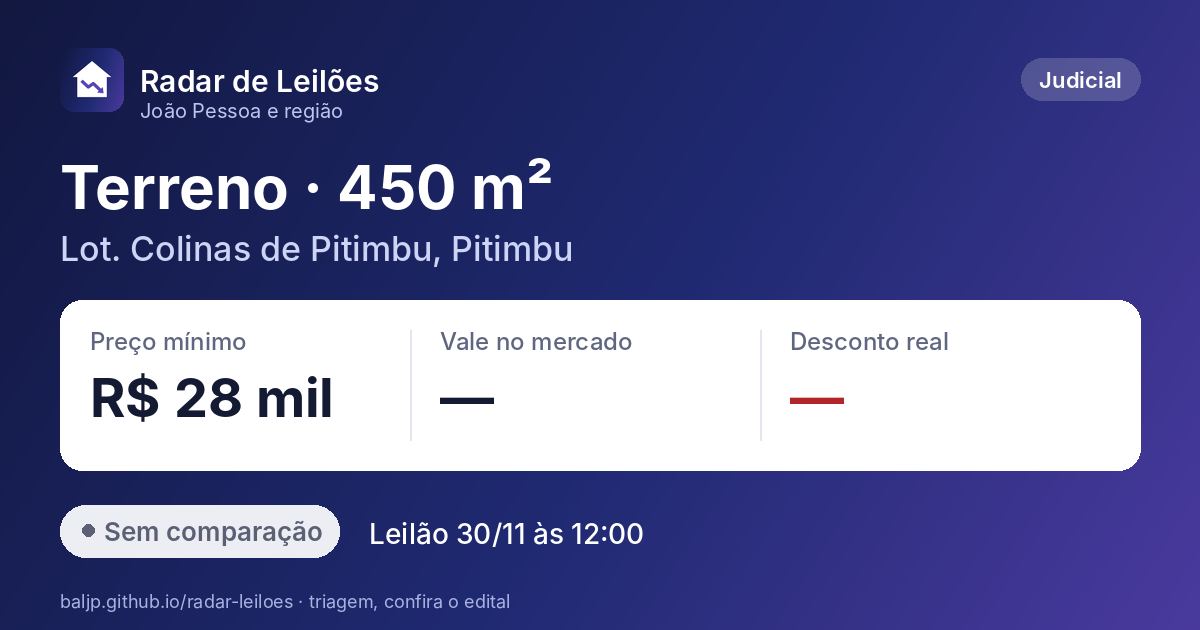 Radar de Leilões
João Pessoa e região
Judicial
Terreno · 450 m²
Lot. Colinas de Pitimbu, Pitimbu
Preço mínimo
R$ 28 mil
Vale no mercado
—
Desconto real
—
Sem comparação
Leilão 30/11 às 12:00
baljp.github.io/radar-leiloes · triagem, confira o edital